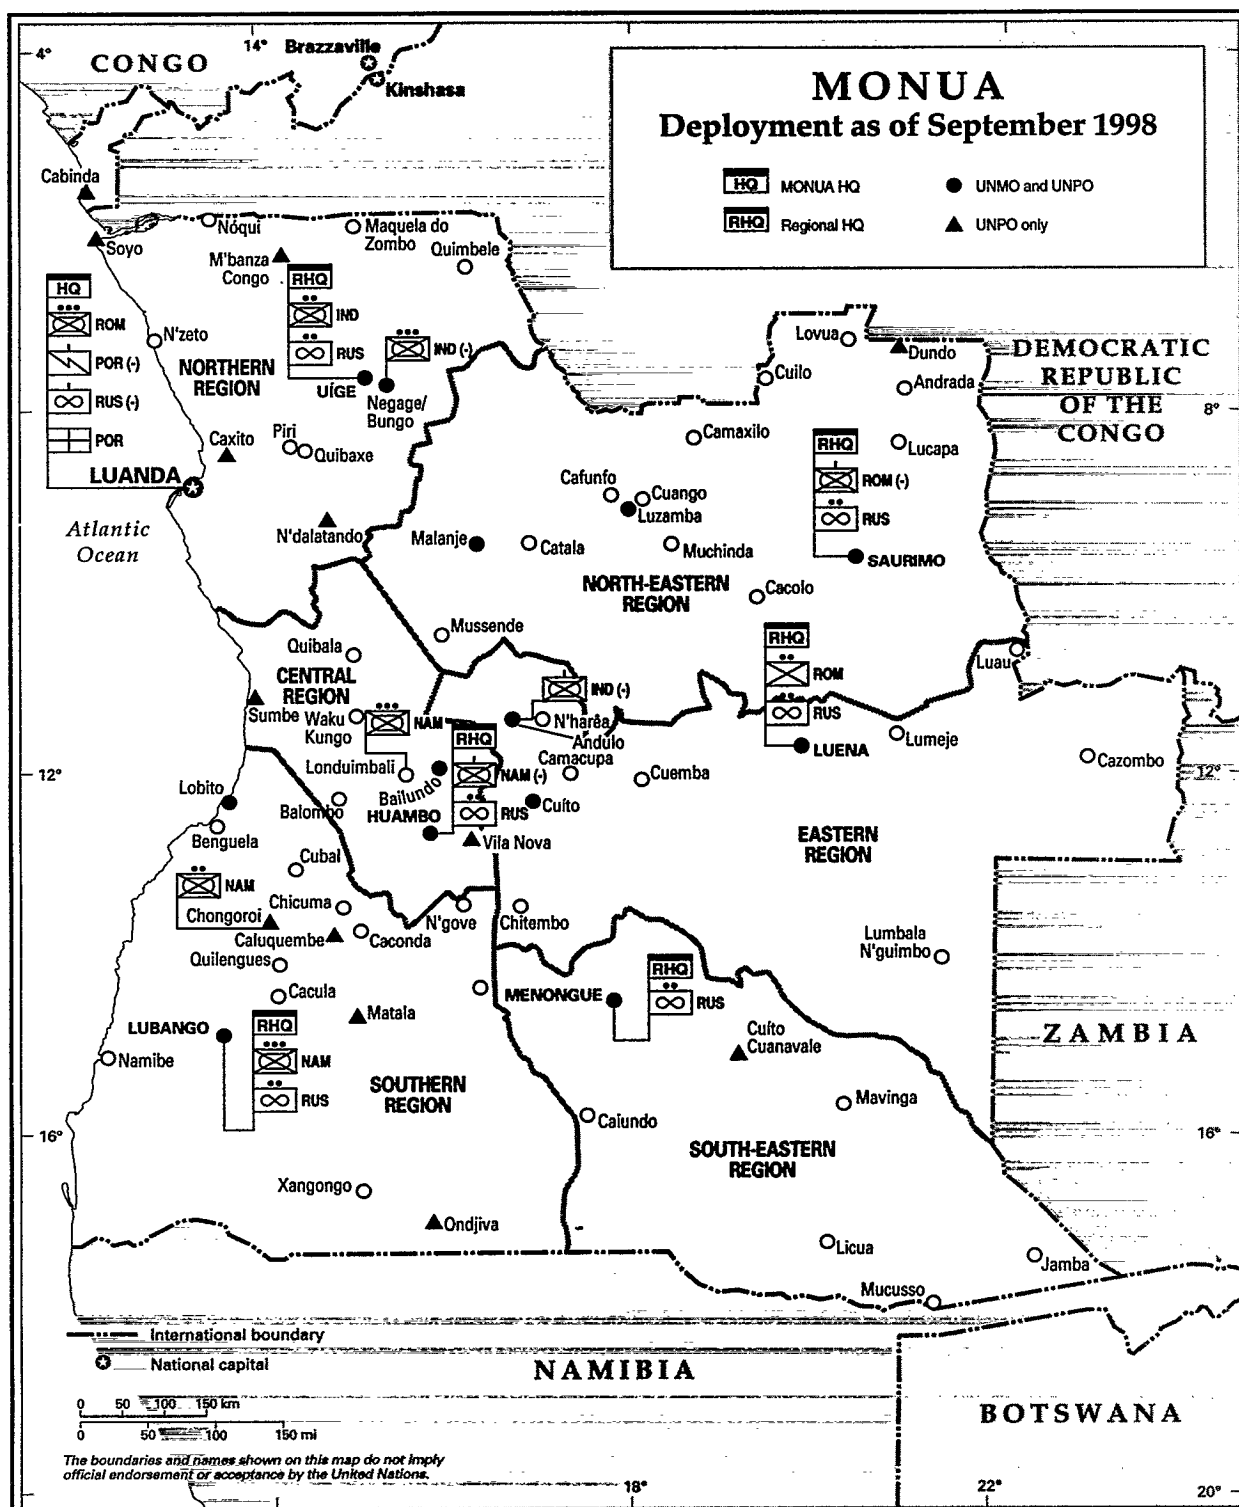 4°
14°
CONGO
Brazzaville
Kinshasa
MONUA
Deployment as of September 1998
HQ MONUA HQ
UNMO and UNPO
RHQ Regional HQ
UNPO only
Cabinda
Soyo
Nóqui
Maquela do
Zombo
Quimbele
M'banza
Congo
HQ
ROM
POR (-)
RUS (-)
POR
LUANDA
RHQ
IND
RUS
UÍGE
IND (-)
Negage/
Bungo
N'zeto
NORTHERN
REGION
Lovua
Dundo
Cuilo
Andrada
DEMOCRATIC
REPUBLIC
OF THE
CONGO
8°
Piri
Quibaxe
Caxito
Camaxilo
Lucapa
RHQ
ROM (-)
RUS
SAURIMO
Cafunfo
Cuango
Luzamba
Atlantic
Ocean
N'dalatando
Malanje
Catala
Muchinda
NORTH-EASTERN
REGION
Cacolo
Mussende
Quibala
CENTRAL
REGION
RHQ
ROM
RUS
LUENA
Luau
IND (-)
N'harêa
Andulo
Sumbe
Waku
Kungo
NAM
Londuimbali
RHQ
NAM (-)
RUS
HUAMBO
Bailundo
Camacupa
Cuemba
Lumeje
Cazombo
12°
12°
Lobito
Balombo
Cuíto
Benguela
Vila Nova
EASTERN
REGION
Cubal
NAM
Chongoroi
Chicuma
N'gove
Chitembo
Caluquembe
Caconda
Quilengues
Lumbala
N'guimbo
Cacula
MENONGUE
RHQ
RUS
LUBANGO
RHQ
NAM
RUS
Matala
Cuíto
Cuanavale
ZAMBIA
Namibe
SOUTHERN
REGION
Mavinga
Caiundo
16°
16°
SOUTH-EASTERN
REGION
Xangongo
Ondjiva
Licua
Jamba
Mucusso
International boundary
National capital
NAMIBIA
BOTSWANA
0 50 100 150 km
0 50 100 150 mi
The boundaries and names shown on this map do not imply
official endorsement or acceptance by the United Nations.
18°
22°
20°